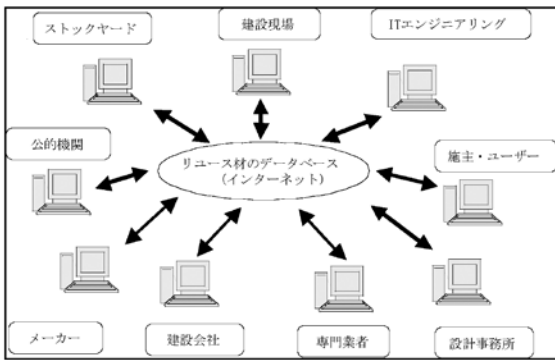 ストックヤード
建設現場
ITエンジニアリング
公的機関
リユース材のデータベース
（インターネット）
施主・ユーザー
メーカー
建設会社
専門業者
設計事務所